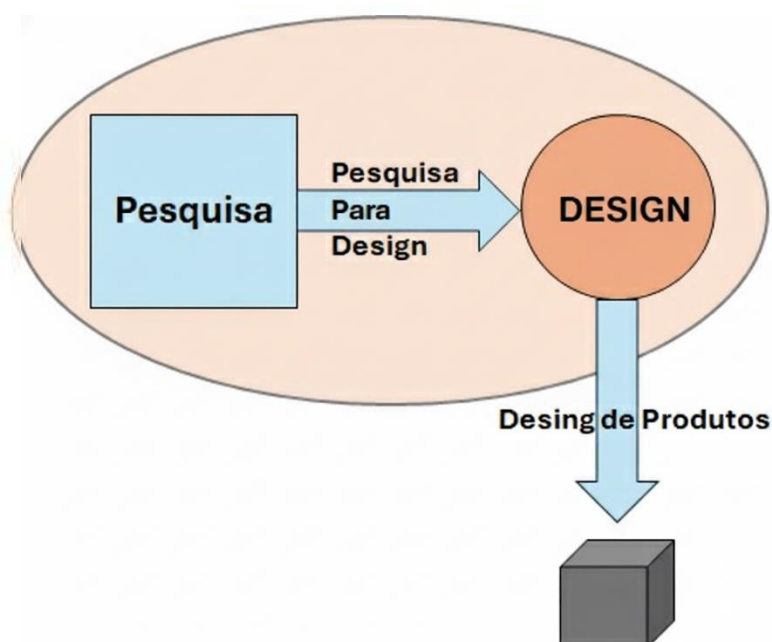 Pesquisa
Pesquisa
Para
Design
DESIGN
Desing de Produtos